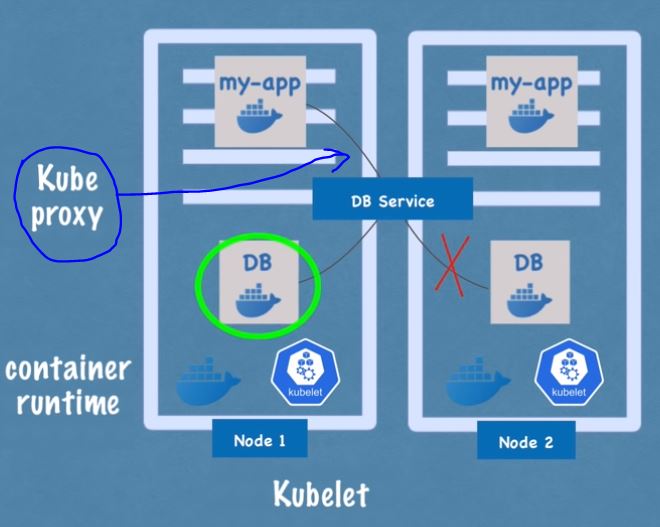 my-app
my-app
Kube
proxy
DB Service
DB
DB
container
runtime
kubelet
kubelet
Node 1
Node 2
Kubelet